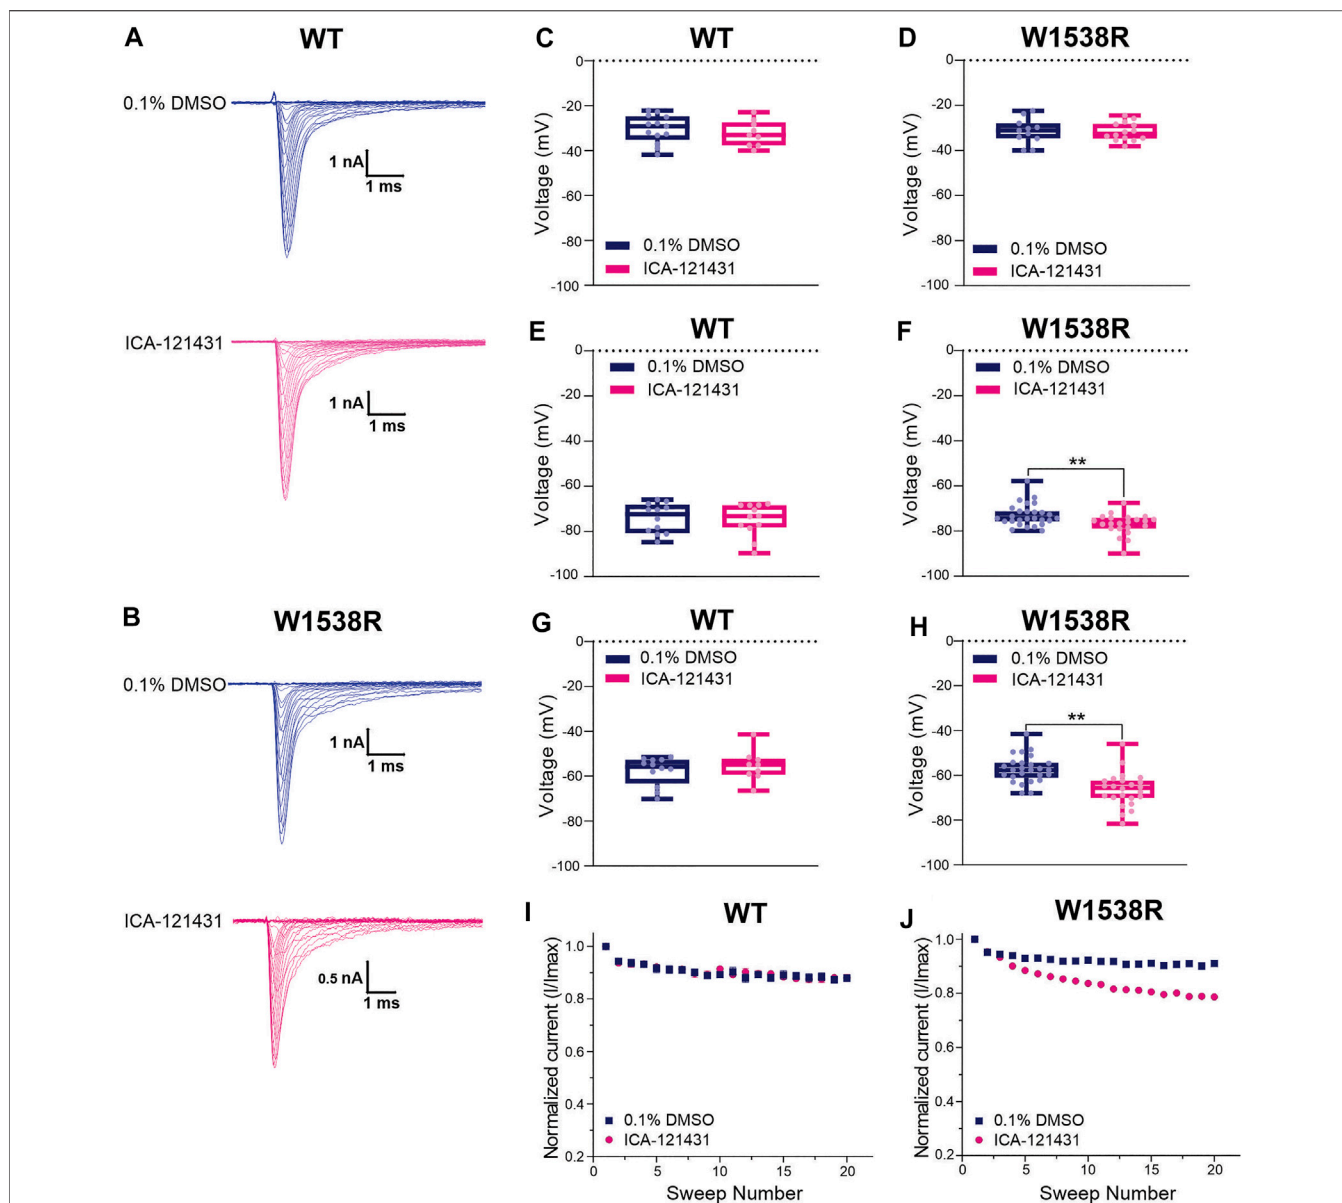 A
WT
0.1% DMSO
1 nA
1 ms
ICA-121431
1 nA
1 ms
B
W1538R
0.1% DMSO
1 nA
1 ms
ICA-121431
0.5 nA
1 ms
C
WT
Voltage (mV)
0
-20
-40
-60
-80
-100
0.1% DMSO
ICA-121431
D
W1538R
Voltage (mV)
0
-20
-40
-60
-80
-100
0.1% DMSO
ICA-121431
E
WT
Voltage (mV)
0
-20
-40
-60
-80
-100
0.1% DMSO
ICA-121431
F
W1538R
Voltage (mV)
0
-20
-40
-60
-80
-100
0.1% DMSO
ICA-121431
**
G
WT
Voltage (mV)
0
-20
-40
-60
-80
-100
0.1% DMSO
ICA-121431
H
W1538R
Voltage (mV)
0
-20
-40
-60
-80
-100
0.1% DMSO
ICA-121431
**
I
WT
Normalized current (I/Imax)
1.0
0.8
0.6
0.4
0.2
0.1% DMSO
ICA-121431
0 5 10 15 20
Sweep Number
J
W1538R
Normalized current (I/Imax)
1.0
0.8
0.6
0.4
0.2
0.1% DMSO
ICA-121431
0 5 10 15 20
Sweep Number